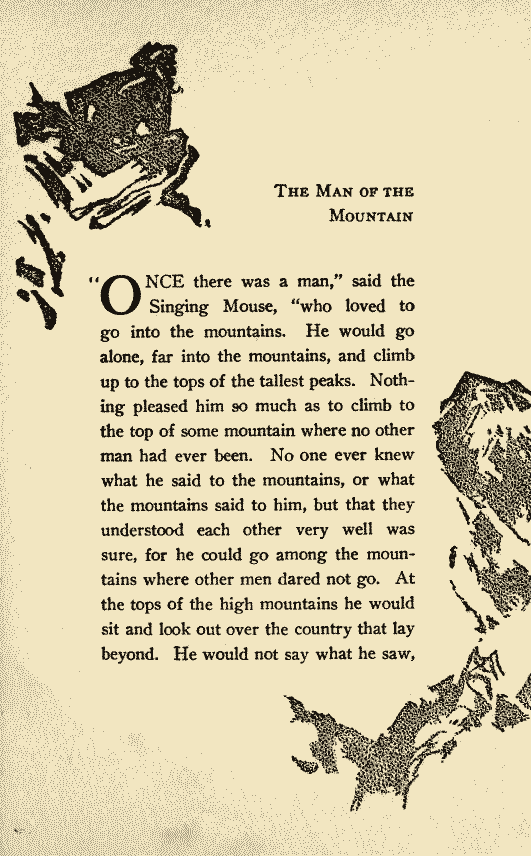 The Man of the
Mountain
“ONCE there was a man,” said the
Singing Mouse, “who loved to
go into the mountains. He would go
alone, far into the mountains, and climb
up to the tops of the tallest peaks. Noth-
ing pleased him so much as to climb to
the top of some mountain where no other
man had ever been. No one ever knew
what he said to the mountains, or what
the mountains said to him, but that they
understood each other very well was
sure, for he could go among the moun-
tains where other men dared not go. At
the tops of the high mountains he would
sit and look out over the country that lay
beyond. He would not say what he saw,